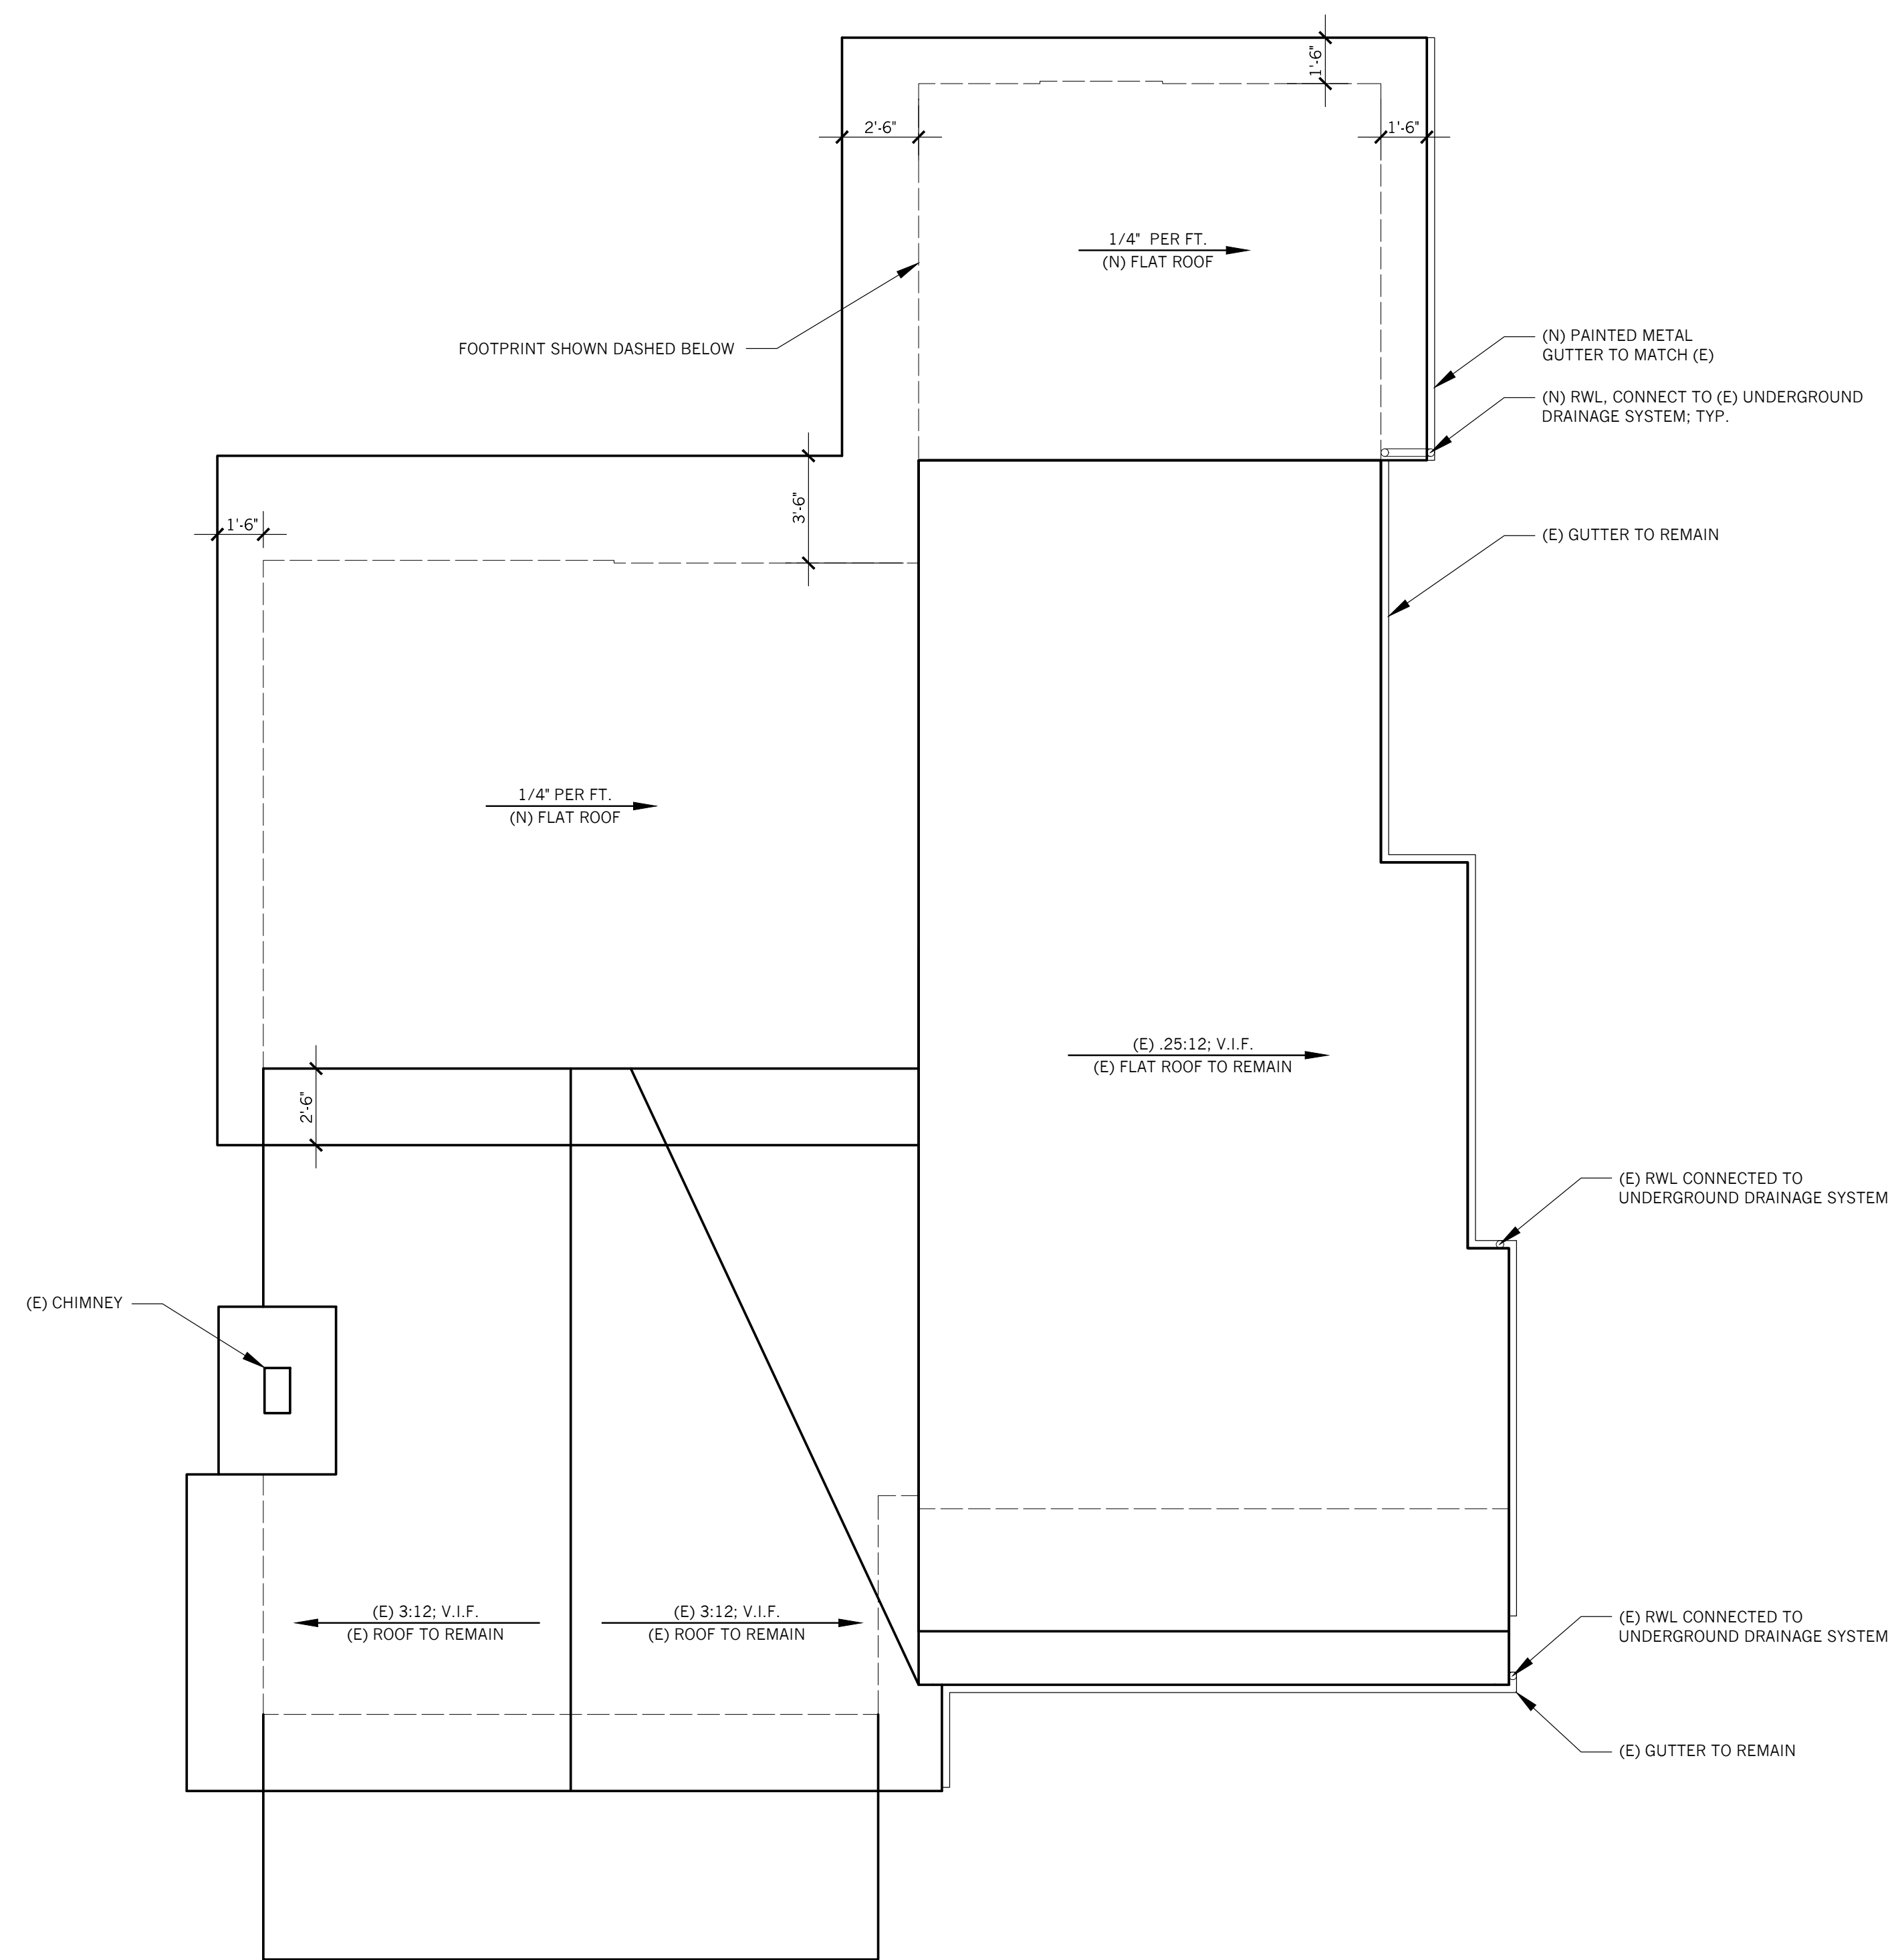 1'-6"
2'-6"
1'-6"
1/4" PER FT.
(N) FLAT ROOF
FOOTPRINT SHOWN DASHED BELOW
(N) PAINTED METAL
GUTTER TO MATCH (E)
(N) RWL, CONNECT TO (E) UNDERGROUND
DRAINAGE SYSTEM; TYP.
3'-6"
1'-6"
(E) GUTTER TO REMAIN
1/4" PER FT.
(N) FLAT ROOF
(E) .25:12; V.I.F.
(E) FLAT ROOF TO REMAIN
2'-6"
(E) RWL CONNECTED TO
UNDERGROUND DRAINAGE SYSTEM
(E) CHIMNEY
(E) 3:12; V.I.F.
(E) ROOF TO REMAIN
(E) 3:12; V.I.F.
(E) ROOF TO REMAIN
(E) RWL CONNECTED TO
UNDERGROUND DRAINAGE SYSTEM
(E) GUTTER TO REMAIN